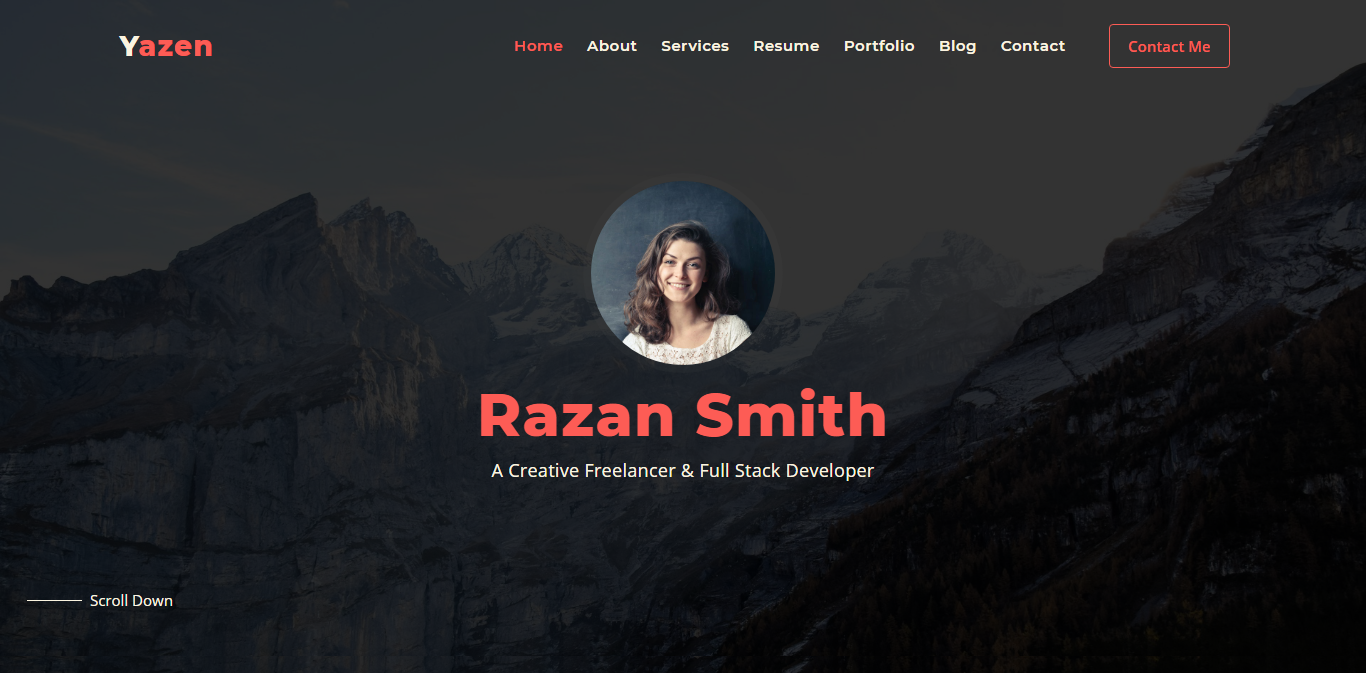 Yazen
Home About Services Resume Portfolio Blog Contact Contact Me
Razan Smith
A Creative Freelancer & Full Stack Developer
Scroll Down